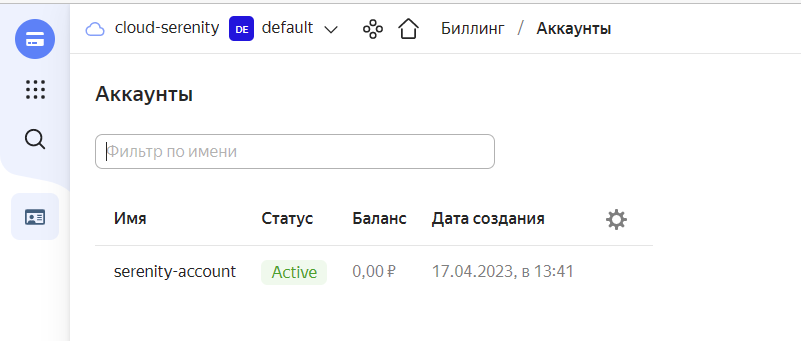 cloud-serenity DE default Биллинг / Аккаунты
Аккаунты
Фильтр по имени
Имя Статус Баланс Дата создания
serenity-account Active 0,00 ₽ 17.04.2023, в 13:41